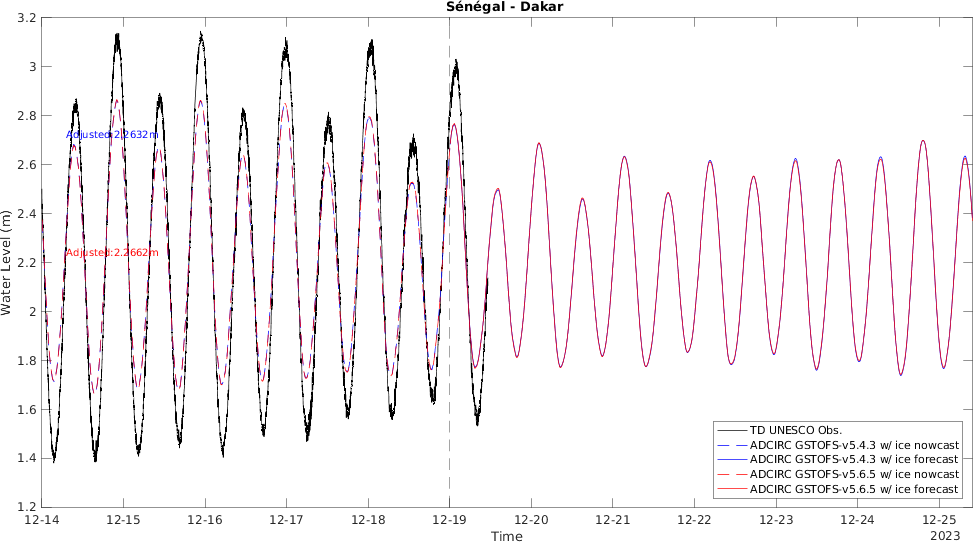 Sénégal - Dakar
3.2
3
2.8
2.6
2.4
2.2
2
1.8
1.6
1.4
1.2
Water Level (m)
Adjusted:2.2632m
Adjusted:2.2662m
TD UNESCO Obs.
ADCIRC GSTOFS-v5.4.3 w/ ice nowcast
ADCIRC GSTOFS-v5.4.3 w/ ice forecast
ADCIRC GSTOFS-v5.6.5 w/ ice nowcast
ADCIRC GSTOFS-v5.6.5 w/ ice forecast
12-14 12-15 12-16 12-17 12-18 12-19 12-20 12-21 12-22 12-23 12-24 12-25
Time
2023